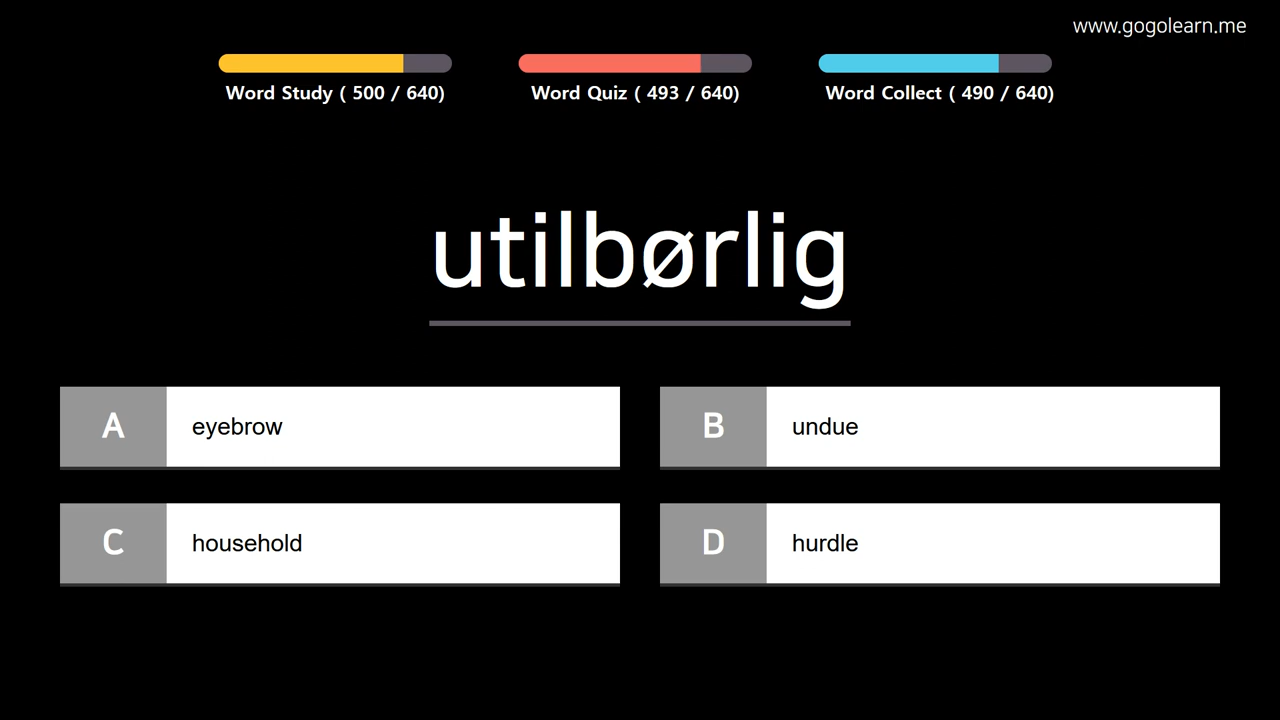 www.gogolearn.me
Word Study ( 500 / 640)
Word Quiz ( 493 / 640)
Word Collect ( 490 / 640)
utilbørlig
A eyebrow
B undue
C household
D hurdle